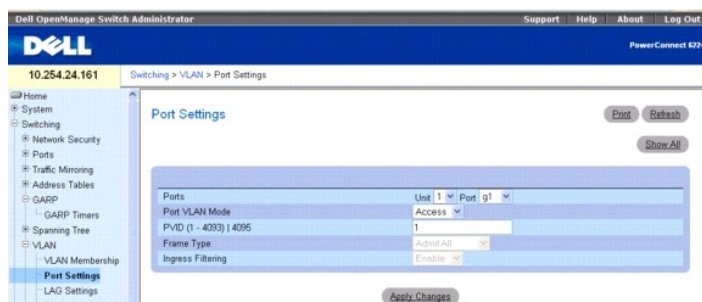 Dell OpenManage Switch Administrator
Support Help About Log Out
DELL
PowerConnect 622
10.254.24.161
Switching > VLAN > Port Settings
Home
System
Switching
Network Security
Ports
Traffic Mirroring
Address Tables
GARP
GARP Timers
Spanning Tree
VLAN
VLAN Membership
Port Settings
LAG Settings
Port Settings
Print Refresh
Show All
Ports Unit 1 Port g1
Port VLAN Mode Access
PVID (1 - 4093) | 4095 1
Frame Type Admit All
Ingress Filtering Enable
Apply Changes